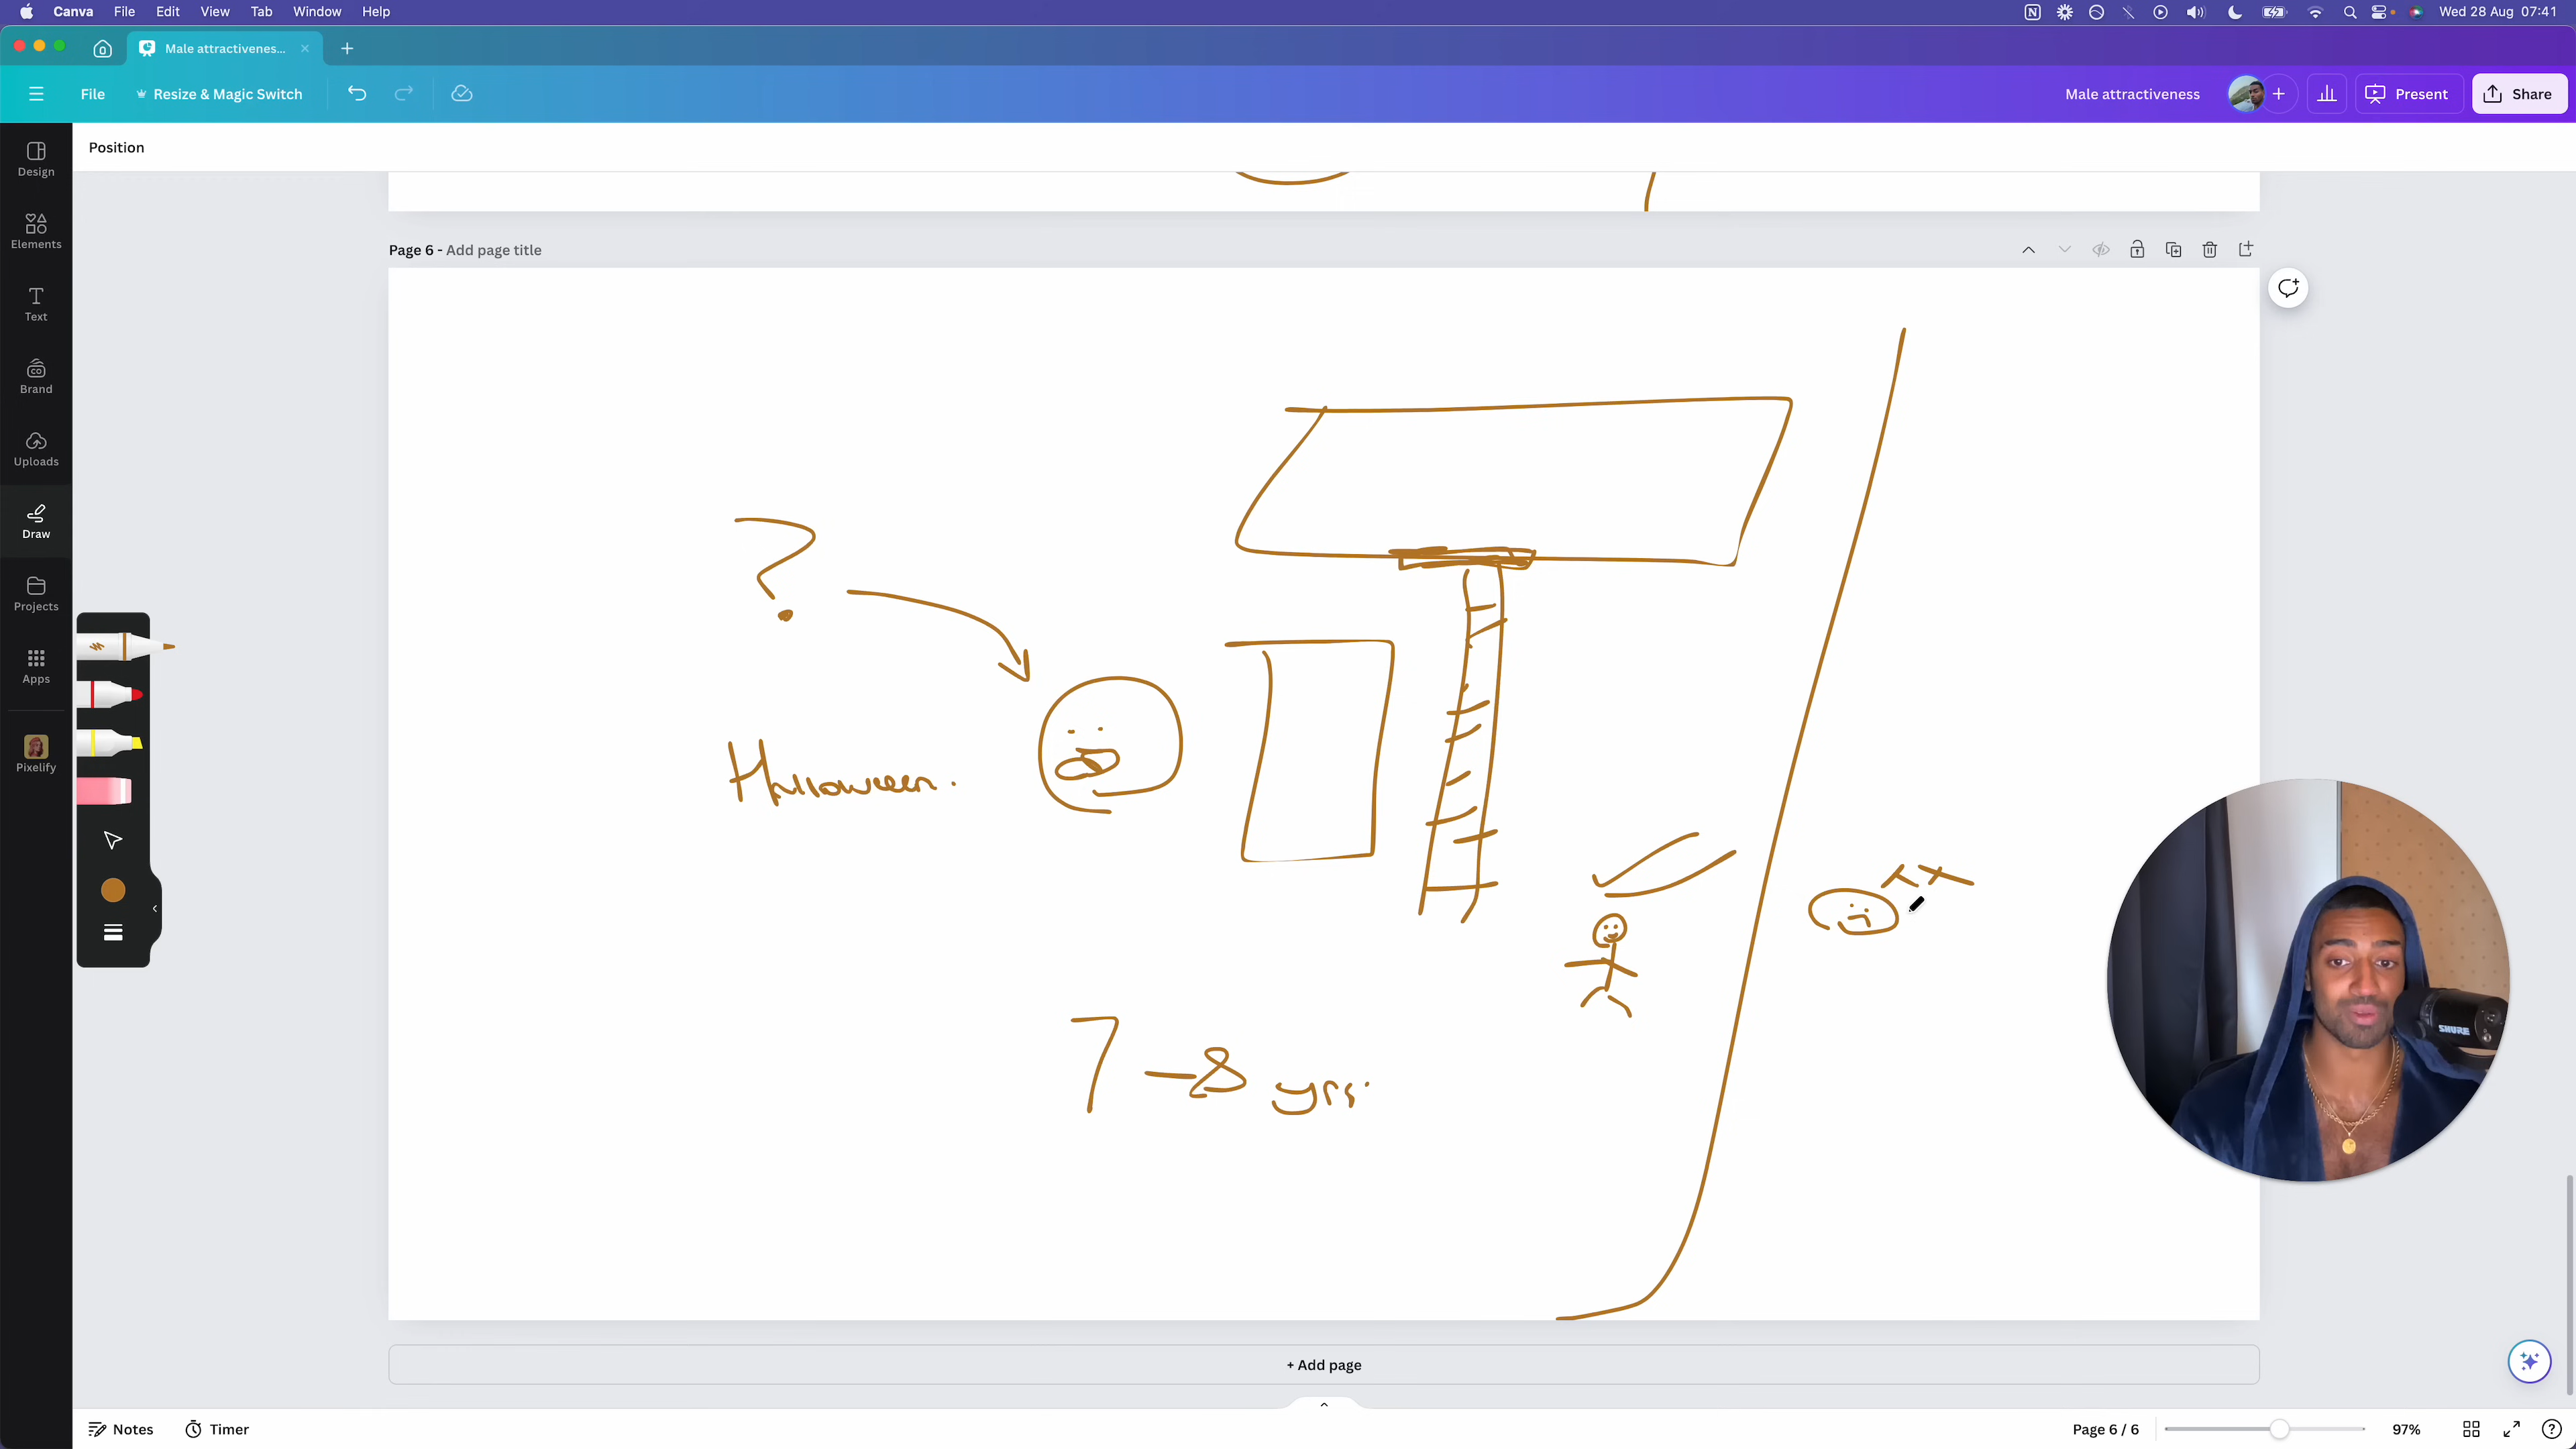 Canva File Edit View Tab Window Help
Wed 28 Aug 07:41
Male attractivenes...
File Resize & Magic Switch
Male attractiveness
Present
Share
Position
Design
Elements
Text
Brand
Uploads
Draw
Projects
Apps
Pixelify
Page 6 - Add page title
?
Halloween.
7-8 yrs.
SHURE
+ Add page
Notes Timer
Page 6 / 6
97%